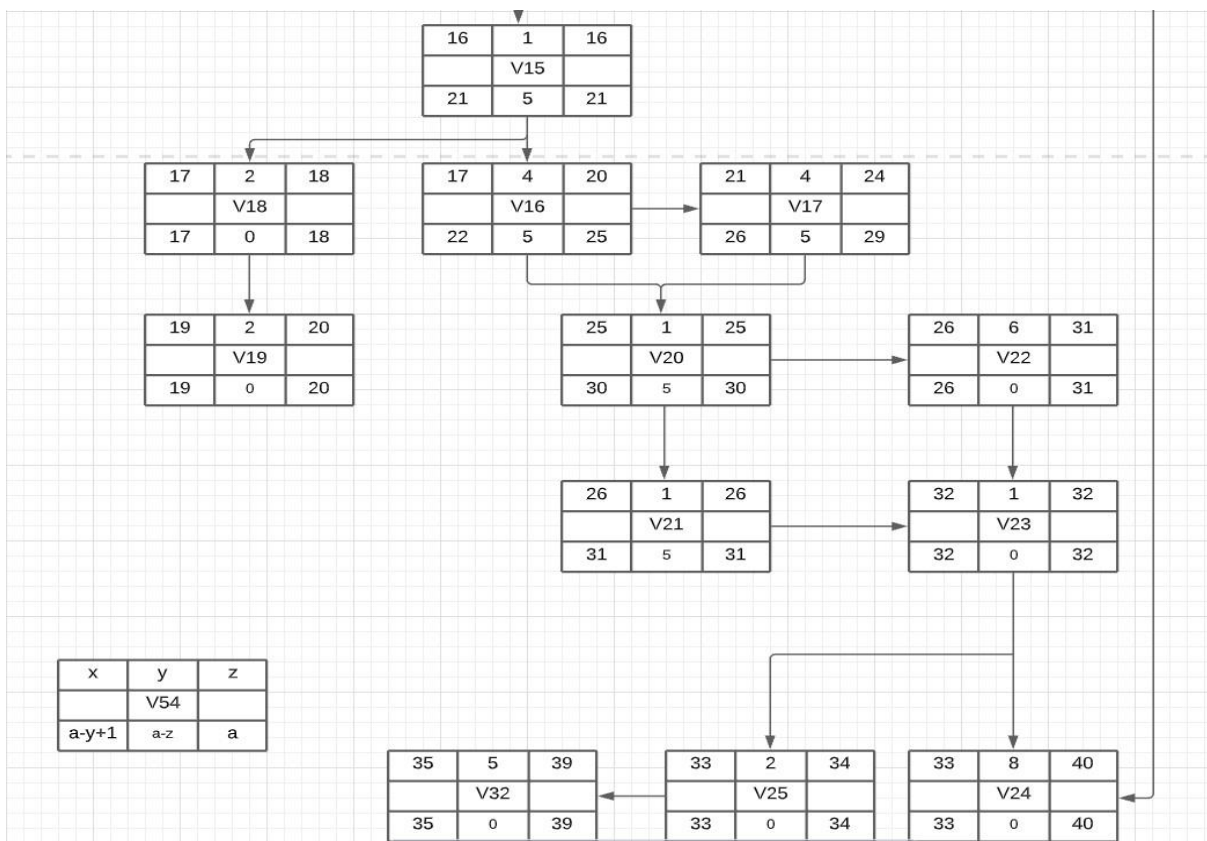 16 1 16
V15
21 5 21
17 2 18
V18
17 0 18
17 4 20
V16
22 5 25
21 4 24
V17
26 5 29
19 2 20
V19
19 0 20
25 1 25
V20
30 5 30
26 6 31
V22
26 0 31
26 1 26
V21
31 5 31
32 1 32
V23
32 0 32
x y z
V54
a-y+1 a-z a
35 5 39
V32
35 0 39
33 2 34
V25
33 0 34
33 8 40
V24
33 0 40